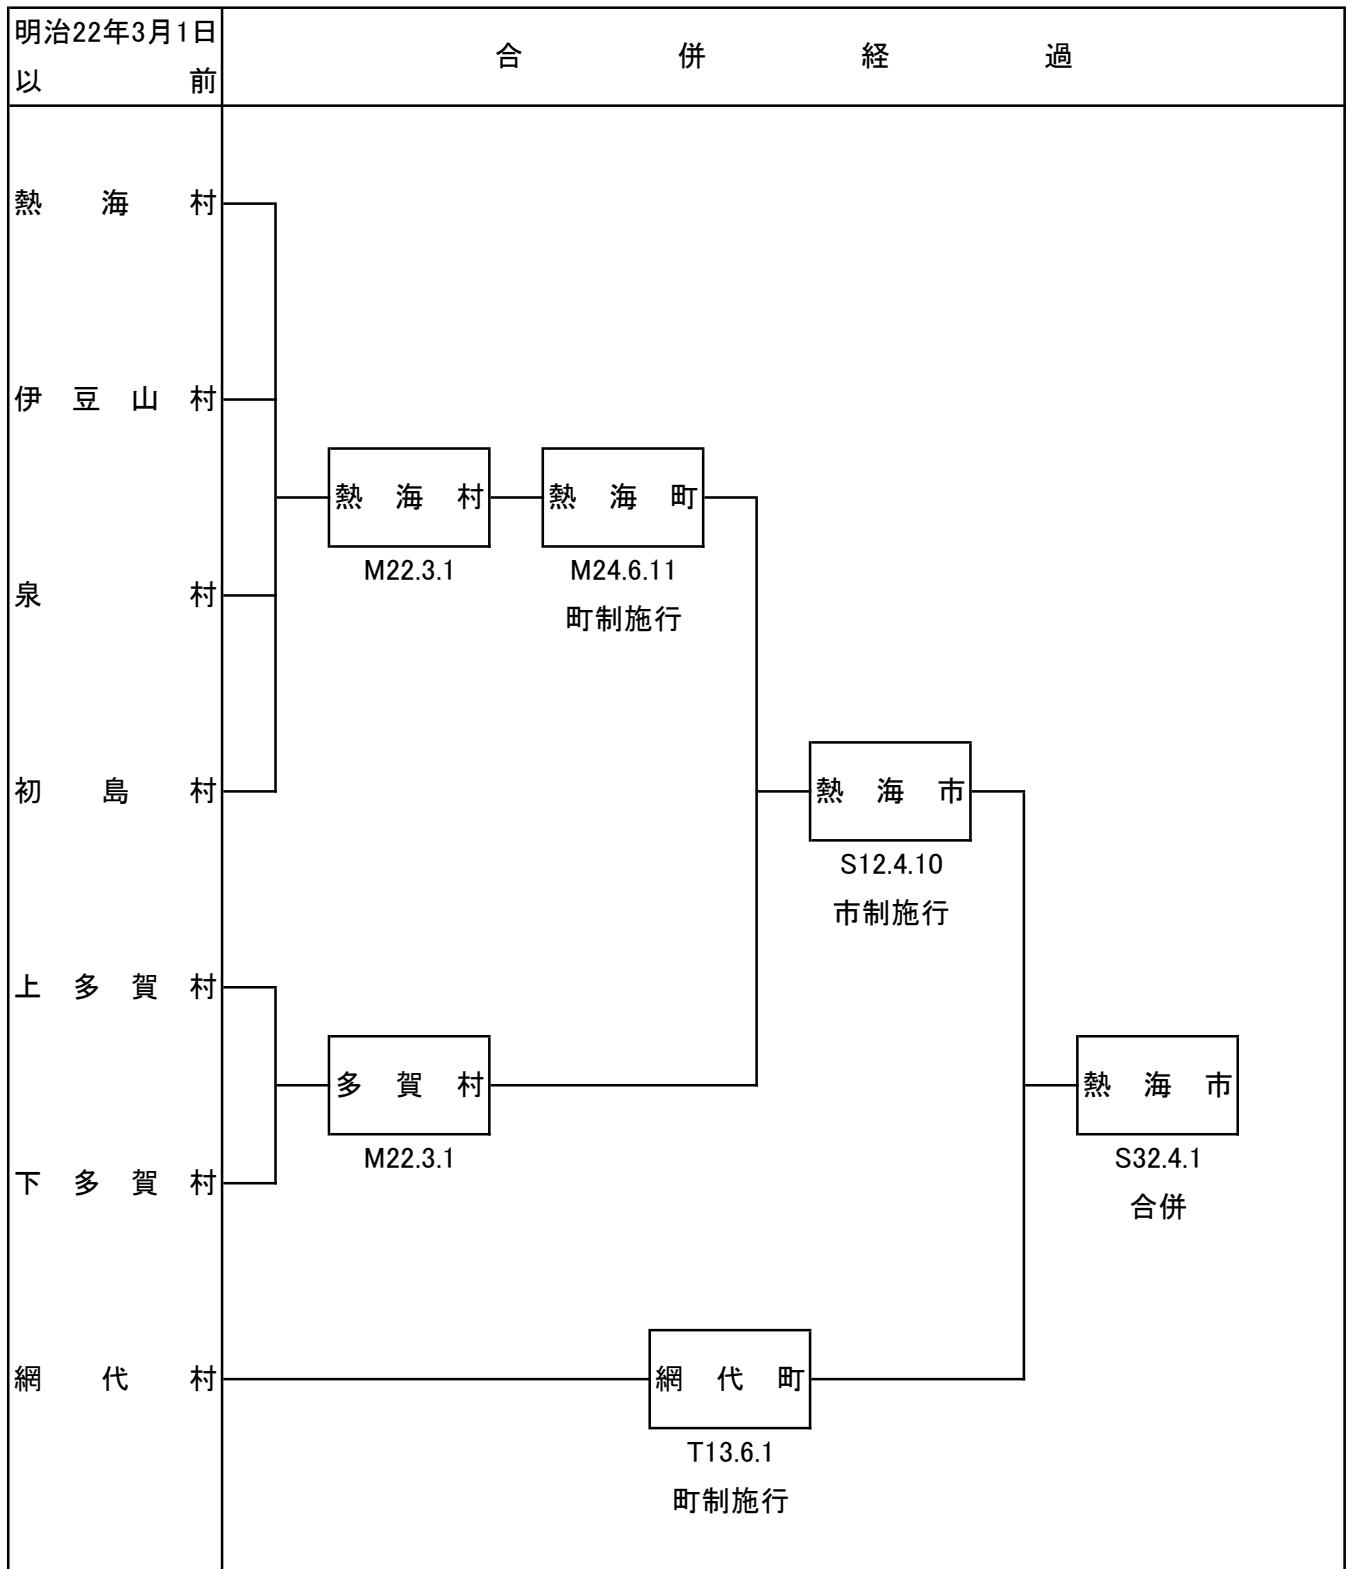 明治22年3月1日
以前
合併経過
熱海村
伊豆山村
熱海村
熱海町
M22.3.1
M24.6.11
泉村
町制施行
初島村
熱海市
S12.4.10
市制施行
上多賀村
多賀村
熱海市
M22.3.1
S32.4.1
下多賀村
合併
網代村
網代町
T13.6.1
町制施行